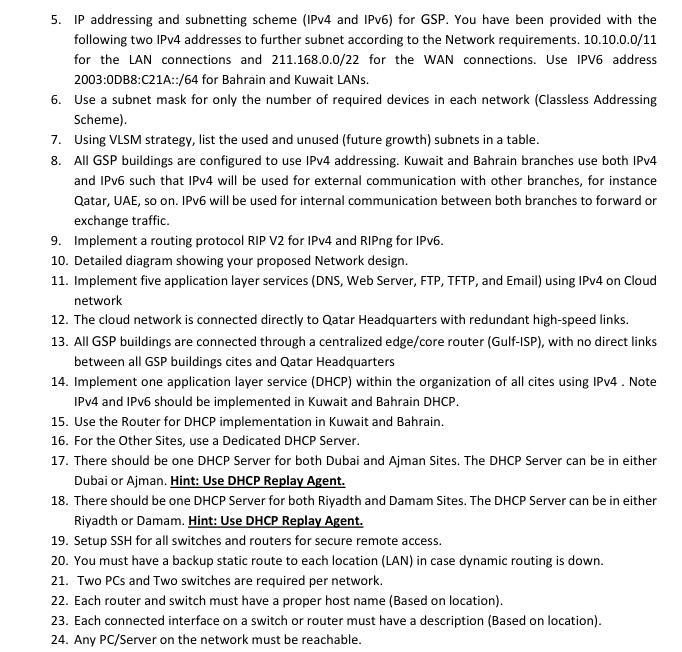 5. IP addressing and subnetting scheme (IPv4 and IPv6) for GSP. You have been provided with the
following two IPv4 addresses to further subnet according to the Network requirements. 10.10.0.0/11
for the LAN connections and 211.168.0.0/22 for the WAN connections. Use IPV6 address
2003:0DB8:C21A::/64 for Bahrain and Kuwait LANs.
6. Use a subnet mask for only the number of required devices in each network (Classless Addressing
Scheme).
7. Using VLSM strategy, list the used and unused (future growth) subnets in a table.
8. All GSP buildings are configured to use IPv4 addressing. Kuwait and Bahrain branches use both IPv4
and IPv6 such that IPv4 will be used for external communication with other branches, for instance
Qatar, UAE, so on. IPv6 will be used for internal communication between both branches to forward or
exchange traffic.
9. Implement a routing protocol RIP V2 for IPv4 and RIPng for IPv6.
10. Detailed diagram showing your proposed Network design.
11. Implement five application layer services (DNS, Web Server, FTP, TFTP, and Email) using IPv4 on Cloud
network
12. The cloud network is connected directly to Qatar Headquarters with redundant high-speed links.
13. All GSP buildings are connected through a centralized edge/core router (Gulf-ISP), with no direct links
between all GSP buildings cites and Qatar Headquarters
14. Implement one application layer service (DHCP) within the organization of all cites using IPv4 . Note
IPv4 and IPv6 should be implemented in Kuwait and Bahrain DHCP.
15. Use the Router for DHCP implementation in Kuwait and Bahrain.
16. For the Other Sites, use a Dedicated DHCP Server.
17. There should be one DHCP Server for both Dubai and Ajman Sites. The DHCP Server can be in either
Dubai or Ajman. Hint: Use DHCP Replay Agent.
18. There should be one DHCP Server for both Riyadth and Damam Sites. The DHCP Server can be in either
Riyadth or Damam. Hint: Use DHCP Replay Agent.
19. Setup SSH for all switches and routers for secure remote access.
20. You must have a backup static route to each location (LAN) in case dynamic routing is down.
21. Two PCs and Two switches are required per network.
22. Each router and switch must have a proper host name (Based on location).
23. Each connected interface on a switch or router must have a description (Based on location).
24. Any PC/Server on the network must be reachable.